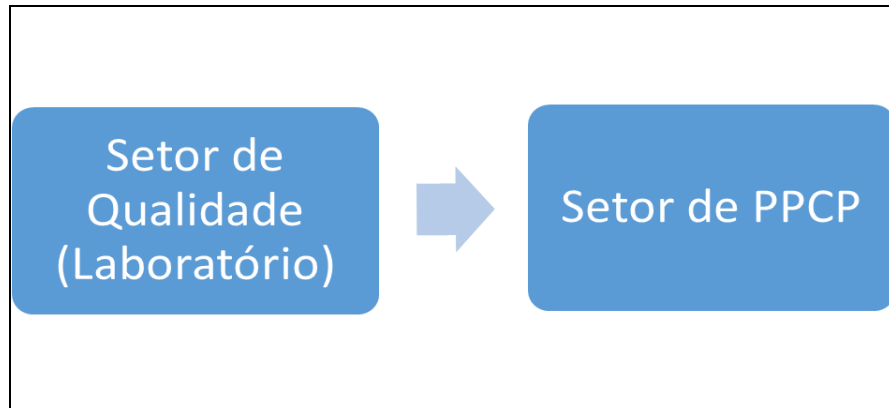 Setor de
Qualidade
(Laboratório)
Setor de PPCP